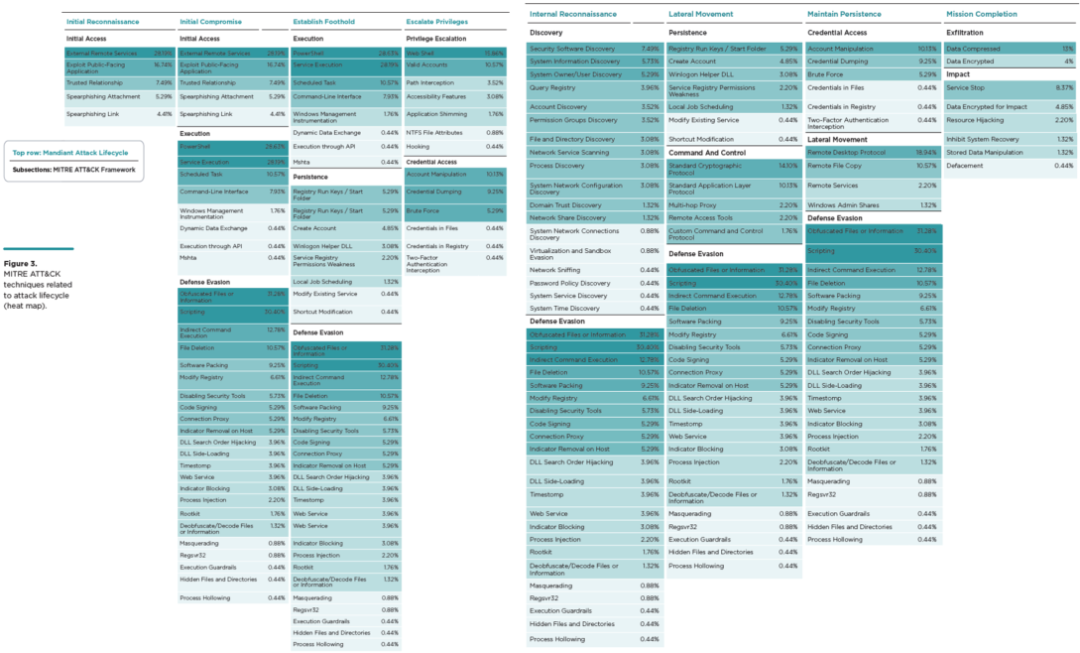 Top row: Mandiant Attack Lifecycle
Subsections: MITRE ATT&CK Framework
Figure 3.
MITRE ATT&CK
techniques related
to attack lifecycle
(heat map).
Initial Reconnaissance
Initial Access
External Remote Services 28.19%
Exploit Public-Facing
Application 16.74%
Trusted Relationship 7.49%
Spearphishing Attachment 5.29%
Spearphishing Link 4.41%
Initial Compromise
Initial Access
External Remote Services 28.19%
Exploit Public-Facing
Application 16.74%
Trusted Relationship 7.49%
Spearphishing Attachment 5.29%
Spearphishing Link 4.41%
Execution
PowerShell 28.63%
Service Execution 28.19%
Scheduled Task 10.57%
Command-Line Interface 7.93%
Windows Management
Instrumentation 1.76%
Dynamic Data Exchange 0.44%
Execution through API 0.44%
Mshta 0.44%
Defense Evasion
Obfuscated Files or
Information 31.28%
Scripting 30.40%
Indirect Command
Execution 12.78%
File Deletion 10.57%
Software Packing 9.25%
Modify Registry 6.61%
Disabling Security Tools 5.73%
Code Signing 5.29%
Connection Proxy 5.29%
Indicator Removal on Host 5.29%
DLL Search Order Hijacking 3.96%
DLL Side-Loading 3.96%
Timestomp 3.96%
Web Service 3.96%
Indicator Blocking 3.08%
Process Injection 2.20%
Rootkit 1.76%
Deobfuscate/Decode Files
or Information 1.32%
Masquerading 0.88%
Regsvr32 0.88%
Execution Guardrails 0.44%
Hidden Files and Directories 0.44%
Process Hollowing 0.44%
Establish Foothold
Execution
PowerShell 28.63%
Service Execution 28.19%
Scheduled Task 10.57%
Command-Line Interface 7.93%
Windows Management
Instrumentation 1.76%
Dynamic Data Exchange 0.44%
Execution through API 0.44%
Mshta 0.44%
Persistence
Registry Run Keys / Start
Folder 5.29%
Registry Run Keys / Start
Folder 5.29%
Create Account 4.85%
Winlogon Helper DLL 3.08%
Service Registry
Permissions Weakness 2.20%
Local Job Scheduling 1.32%
Modify Existing Service 0.44%
Shortcut Modification 0.44%
Defense Evasion
Obfuscated Files or
Information 31.28%
Scripting 30.40%
Indirect Command
Execution 12.78%
File Deletion 10.57%
Software Packing 9.25%
Modify Registry 6.61%
Disabling Security Tools 5.73%
Code Signing 5.29%
Connection Proxy 5.29%
Indicator Removal on Host 5.29%
DLL Search Order Hijacking 3.96%
DLL Side-Loading 3.96%
Timestomp 3.96%
Web Service 3.96%
Web Service 3.96%
Indicator Blocking 3.08%
Process Injection 2.20%
Rootkit 1.76%
Deobfuscate/Decode Files
or Information 1.32%
Masquerading 0.88%
Regsvr32 0.88%
Execution Guardrails 0.44%
Hidden Files and Directories 0.44%
Process Hollowing 0.44%
Escalate Privileges
Privilege Escalation
Web Shell
Valid Accounts 10.57%
Path Interception 3.52%
Accessibility Features 3.08%
Application Shimming 1.76%
NTFS File Attributes 0.88%
Hooking 0.44%
Credential Access
Account Manipulation 10.13%
Credential Dumping 9.25%
Brute Force 5.29%
Credentials in Files 0.44%
Credentials in Registry 0.44%
Two-Factor
Authentication
Interception 0.44%
Internal Reconnaissance
Discovery
Security Software Discovery 7.49%
System Information Discovery 5.73%
System Owner/User Discovery 5.29%
Query Registry 3.96%
Account Discovery 3.52%
Permission Groups Discovery 3.52%
File and Directory Discovery 3.08%
Network Service Scanning 3.08%
Process Discovery 3.08%
System Network Configuration
Discovery 3.08%
Domain Trust Discovery 1.32%
Network Share Discovery 1.32%
System Network Connections
Discovery 0.88%
Virtualization and Sandbox
Evasion 0.88%
Network Sniffing 0.44%
Password Policy Discovery 0.44%
System Service Discovery 0.44%
System Time Discovery 0.44%
Defense Evasion
Obfuscated Files or Information 31.28%
Scripting 30.40%
Indirect Command Execution 12.78%
File Deletion 10.57%
Software Packing 9.25%
Modify Registry 6.61%
Disabling Security Tools 5.73%
Code Signing 5.29%
Connection Proxy 5.29%
Indicator Removal on Host 5.29%
DLL Search Order Hijacking 3.96%
DLL Side-Loading 3.96%
Timestomp 3.96%
Web Service 3.96%
Indicator Blocking 3.08%
Process Injection 2.20%
Rootkit 1.76%
Deobfuscate/Decode Files or
Information 1.32%
Masquerading 0.88%
Regsvr32 0.88%
Execution Guardrails 0.44%
Hidden Files and Directories 0.44%
Process Hollowing 0.44%
Lateral Movement
Persistence
Registry Run Keys / Start Folder 5.29%
Create Account 4.85%
Winlogon Helper DLL 3.08%
Service Registry Permissions
Weakness 2.20%
Local Job Scheduling 1.32%
Modify Existing Service 0.44%
Shortcut Modification 0.44%
Command And Control
Standard Cryptographic
Protocol 14.10%
Standard Application Layer
Protocol 10.13%
Multi-hop Proxy 2.20%
Remote Access Tools 2.20%
Custom Command and Control
Protocol 1.76%
Defense Evasion
Obfuscated Files or Information 31.28%
Scripting 30.40%
Indirect Command Execution 12.78%
File Deletion 10.57%
Software Packing 9.25%
Modify Registry 6.61%
Disabling Security Tools 5.73%
Code Signing 5.29%
Connection Proxy 5.29%
Indicator Removal on Host 5.29%
DLL Search Order Hijacking 3.96%
DLL Side-Loading 3.96%
Timestomp 3.96%
Web Service 3.96%
Indicator Blocking 3.08%
Process Injection 2.20%
Rootkit 1.76%
Deobfuscate/Decode Files or
Information 1.32%
Masquerading 0.88%
Regsvr32 0.88%
Execution Guardrails 0.44%
Hidden Files and Directories 0.44%
Process Hollowing 0.44%
Maintain Persistence
Credential Access
Account Manipulation 10.13%
Credential Dumping 9.25%
Brute Force 5.29%
Credentials in Files 0.44%
Credentials in Registry 0.44%
Two-Factor Authentication
Interception 0.44%
Lateral Movement
Remote Desktop Protocol 18.94%
Remote File Copy 10.57%
Remote Services 2.20%
Windows Admin Shares 1.32%
Defense Evasion
Obfuscated Files or Information 31.28%
Scripting 30.40%
Indirect Command Execution 12.78%
File Deletion 10.57%
Software Packing 9.25%
Modify Registry 6.61%
Disabling Security Tools 5.73%
Code Signing 5.29%
Connection Proxy 5.29%
Indicator Removal on Host 5.29%
DLL Search Order Hijacking 3.96%
DLL Side-Loading 3.96%
Timestomp 3.96%
Web Service 3.96%
Indicator Blocking 3.08%
Process Injection 2.20%
Rootkit 1.76%
Deobfuscate/Decode Files or
Information 1.32%
Masquerading 0.88%
Regsvr32 0.88%
Execution Guardrails 0.44%
Hidden Files and Directories 0.44%
Process Hollowing 0.44%
Mission Completion
Exfiltration
Data Compressed 13%
Data Encrypted 4%
Impact
Service Stop 8.37%
Data Encrypted for Impact 4.85%
Resource Hijacking 2.20%
Inhibit System Recovery 1.32%
Stored Data Manipulation 1.32%
Defacement 0.44%